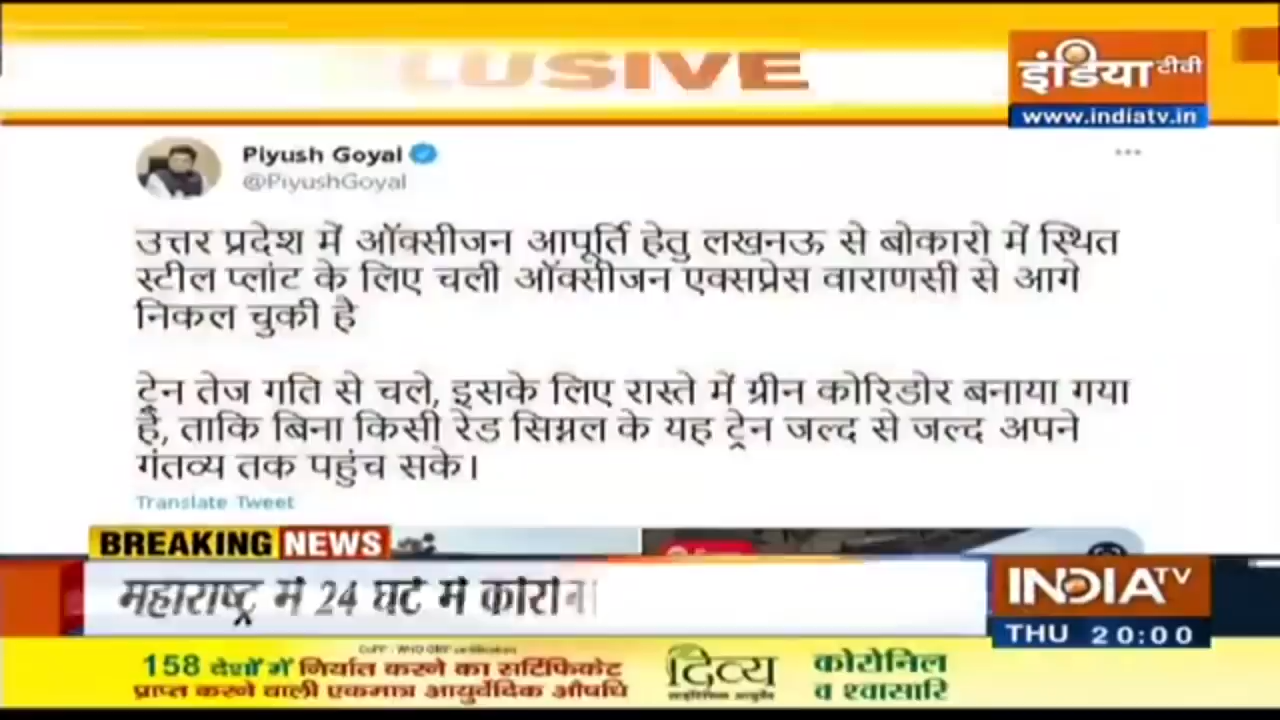 LUSIVE
इंडिया टीवी
www.indiatv.in
Piyush Goyal
@PiyushGoyal
उत्तर प्रदेश में ऑक्सीजन आपूर्ति हेतु लखनऊ से बोकारो में स्थित
स्टील प्लांट के लिए चली ऑक्सीजन एक्सप्रेस वाराणसी से आगे
निकल चुकी है
ट्रेन तेज गति से चले, इसके लिए रास्ते में ग्रीन कोरिडोर बनाया गया
है, ताकि बिना किसी रेड सिग्नल के यह ट्रेन जल्द से जल्द अपने
गंतव्य तक पहुंच सके।
Translate Tweet
BREAKING NEWS
महाराष्ट्र में 24 घंटे में कोरोन
INDIA TV
THU 20:00
158 देशों में निर्यात करने का सर्टिफिकेट
प्राप्त करने वाली एकमात्र आयुर्वेदिक औषधि
दिव्य
कोरोनिल
व श्वासारि